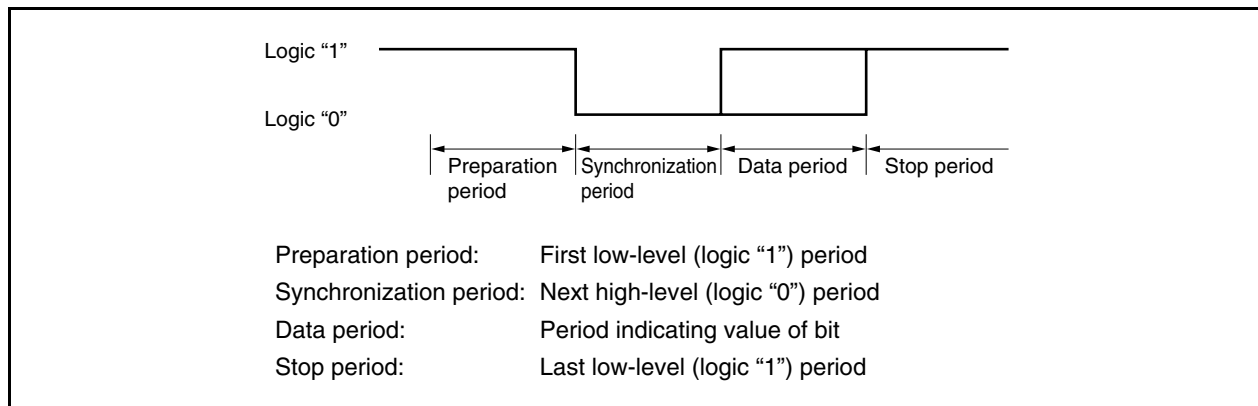 Logic “1”
Logic “0”
Preparation period
Synchronization period
Data period
Stop period
Preparation period: First low-level (logic “1”) period
Synchronization period: Next high-level (logic “0”) period
Data period: Period indicating value of bit
Stop period: Last low-level (logic “1”) period